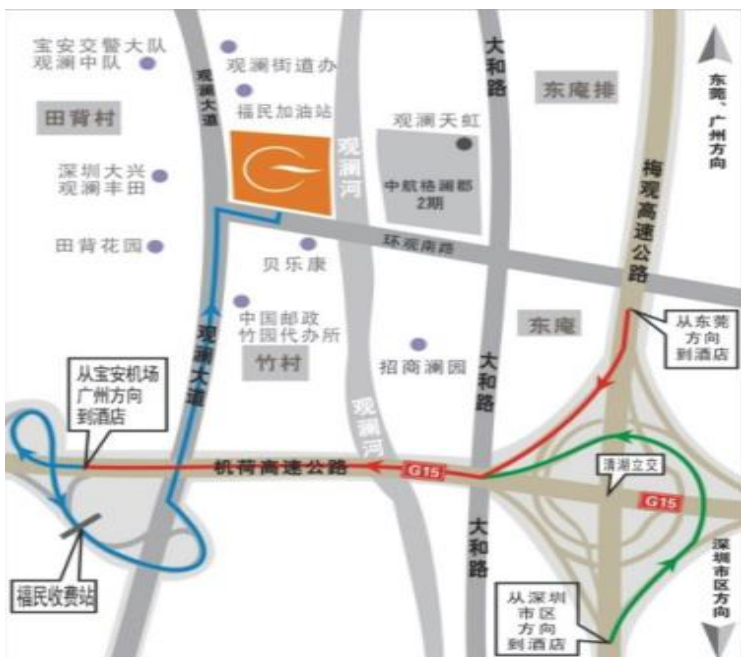 宝安交警大队
观澜中队
观澜街道办
福民加油站
观澜大道
田背村
深圳大兴
观澜丰田
田背花园
观澜河
大和路
东庵排
观澜天虹
中航格澜郡
2期
梅观高速公路
东莞、广州方向
环观南路
贝乐康
中国邮政
竹园代办所
竹村
观澜大道
招商澜园
东庵
从东莞
方向
到酒店
从宝安机场
广州方向
到酒店
观澜河
大和路
机荷高速公路
G15
清湖立交
G15
大和路
福民收费站
从深圳
市区
方向
到酒店
深圳市区方向